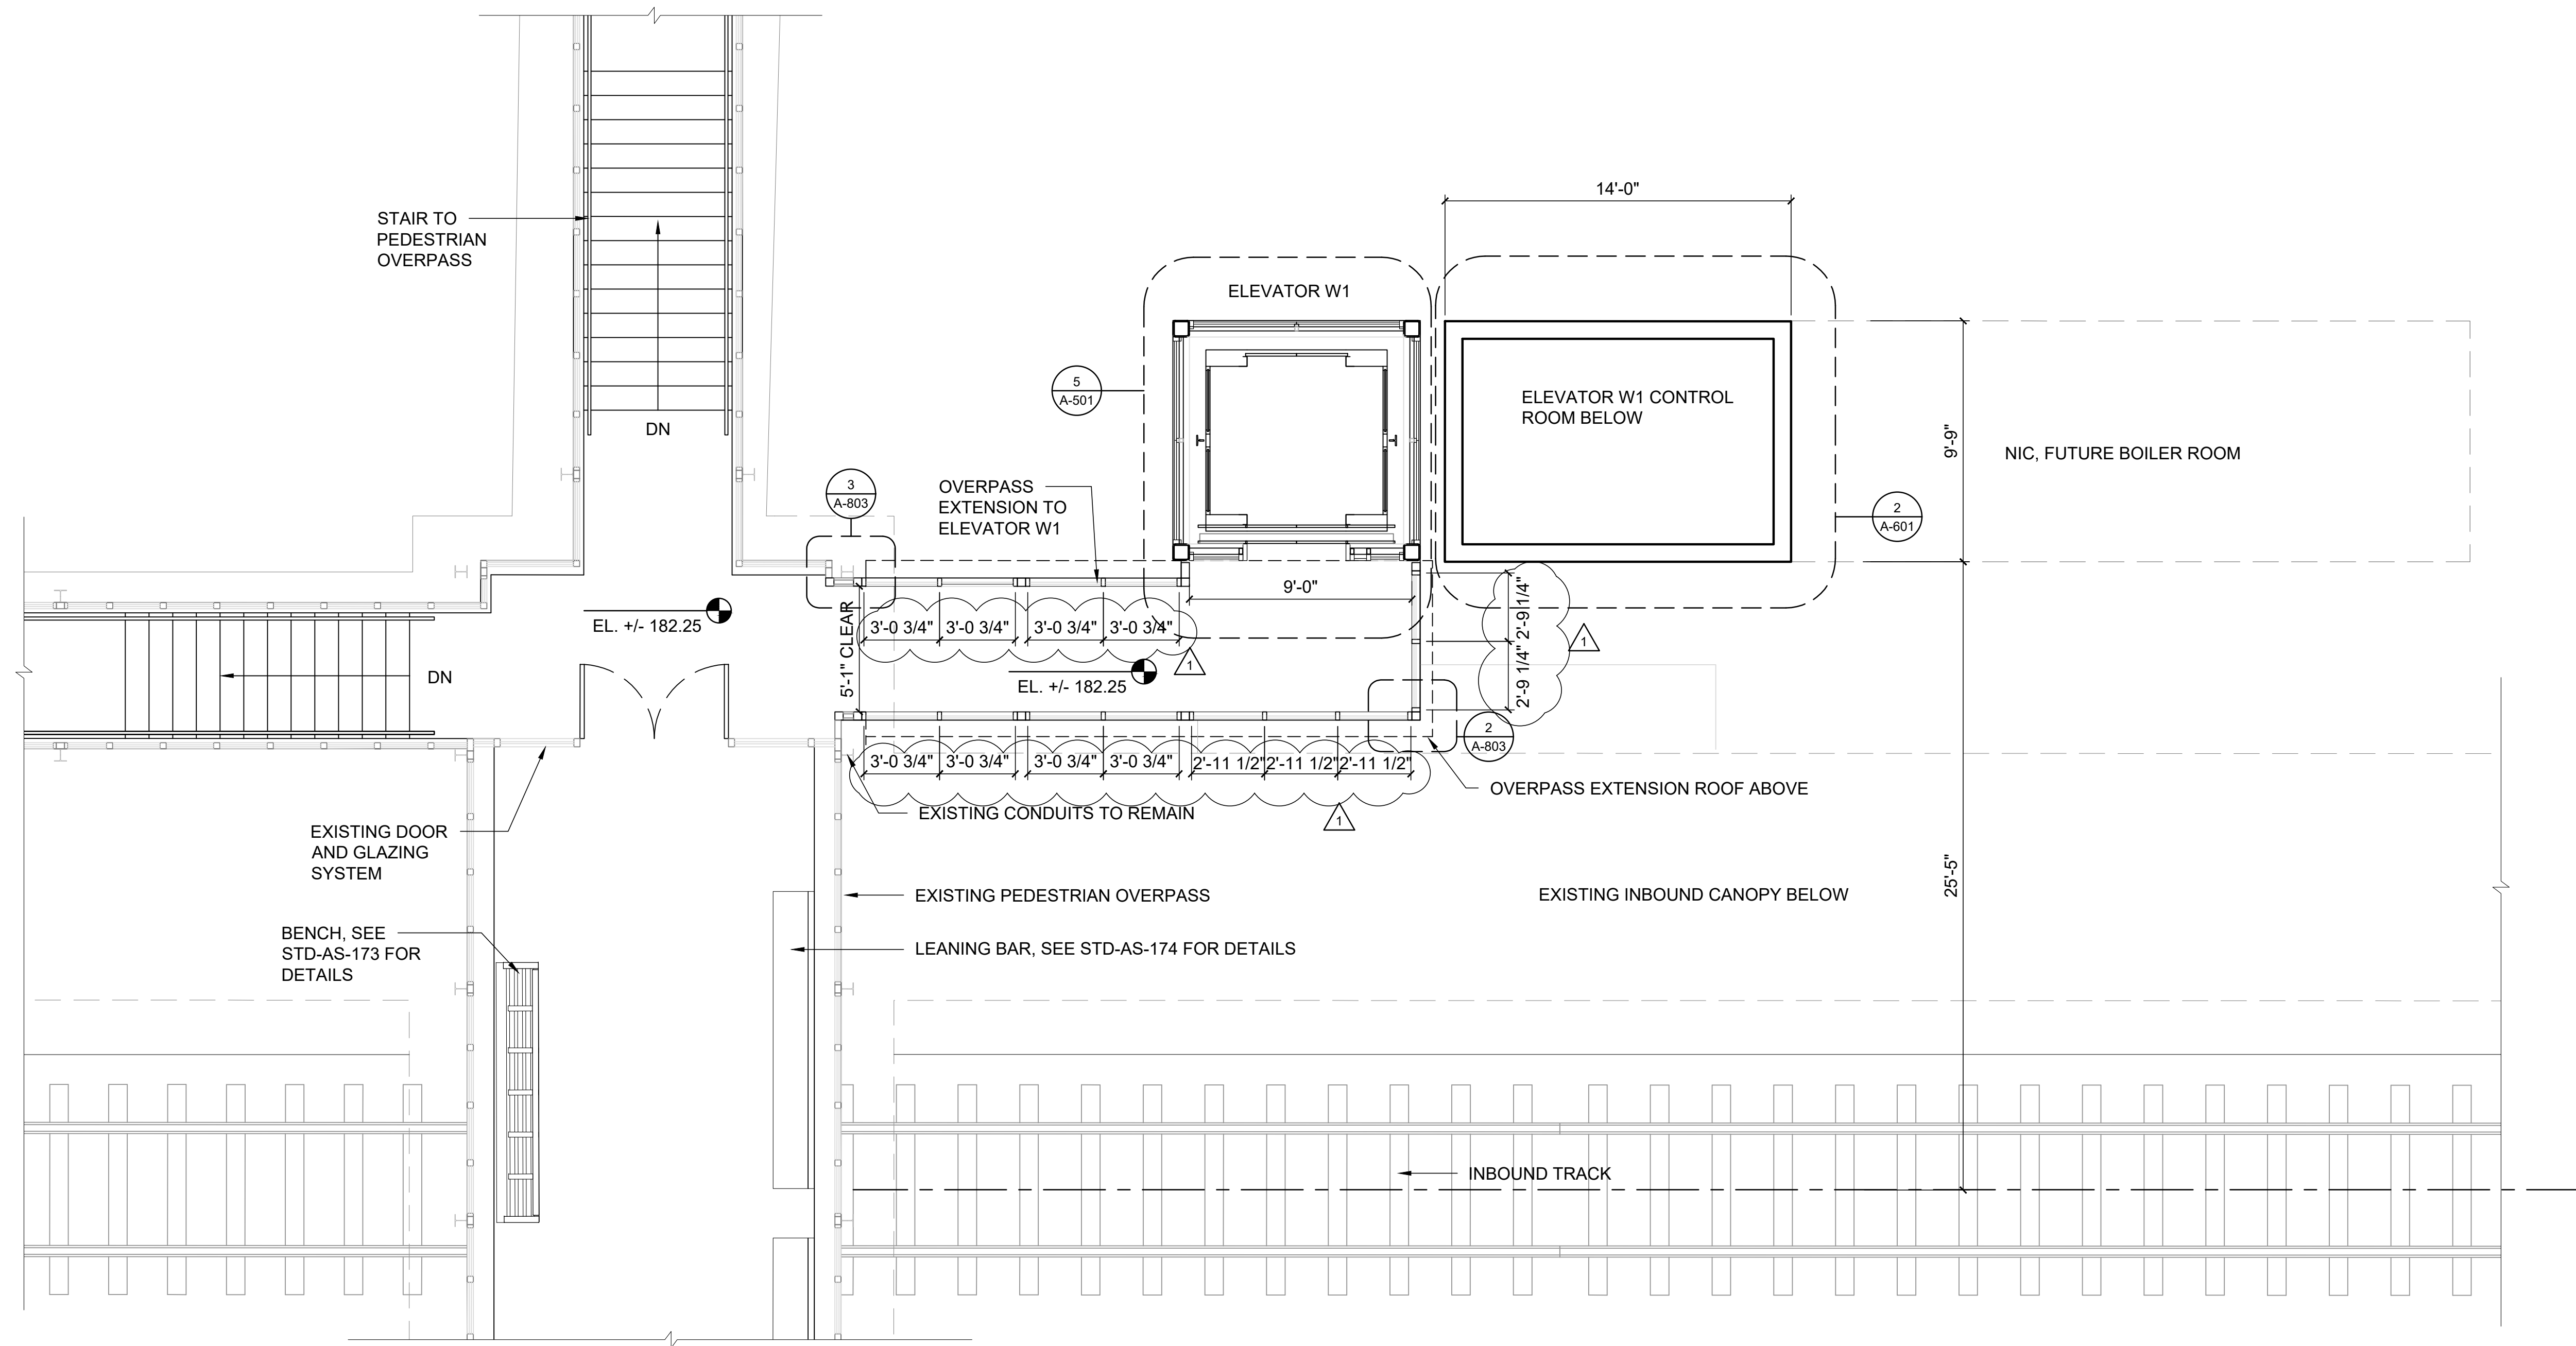 14'-0"
STAIR TO
PEDESTRIAN
OVERPASS
ELEVATOR W1
5
A-501
ELEVATOR W1 CONTROL
ROOM BELOW
9'-9"
NIC, FUTURE BOILER ROOM
DN
3
A-803
OVERPASS
EXTENSION TO
ELEVATOR W1
2
A-601
9'-0"
2'-9 1/4" 2'-9 1/4"
EL. +/- 182.25
5'-1" CLEAR
3'-0 3/4" 3'-0 3/4" 3'-0 3/4" 3'-0 3/4"
1
1
DN
EL. +/- 182.25
2
A-803
3'-0 3/4" 3'-0 3/4" 3'-0 3/4" 3'-0 3/4" 2'-11 1/2" 2'-11 1/2" 2'-11 1/2"
OVERPASS EXTENSION ROOF ABOVE
EXISTING CONDUITS TO REMAIN
1
EXISTING DOOR
AND GLAZING
SYSTEM
25'-5"
EXISTING PEDESTRIAN OVERPASS
EXISTING INBOUND CANOPY BELOW
BENCH, SEE
STD-AS-173 FOR
DETAILS
LEANING BAR, SEE STD-AS-174 FOR DETAILS
INBOUND TRACK